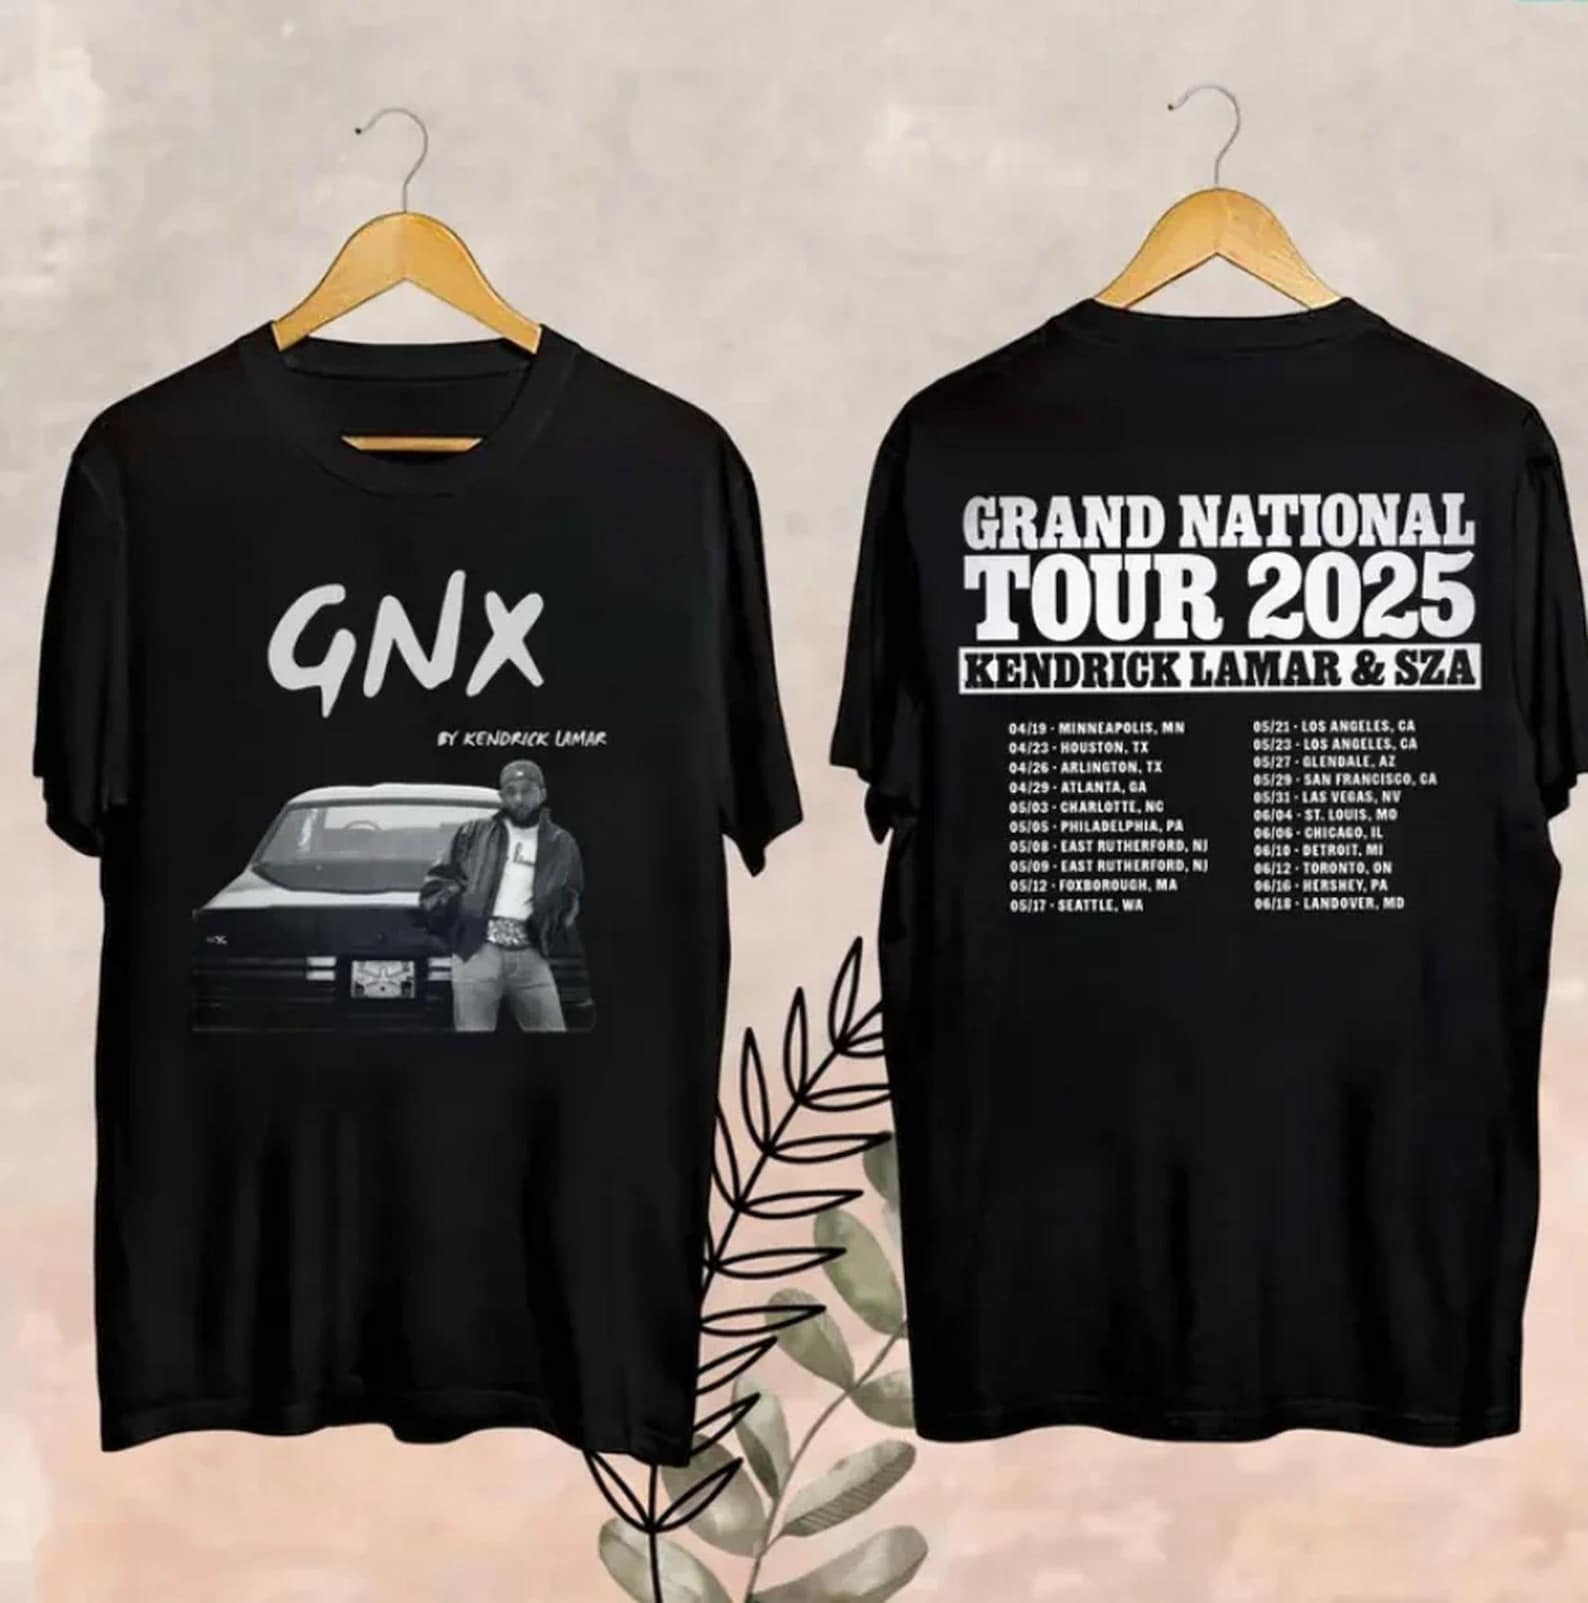 GNX
BY KENDRICK LAMAR
GRAND NATIONAL
TOUR 2025
KENDRICK LAMAR & SZA
04/19 · MINNEAPOLIS, MN
04/23 · HOUSTON, TX
04/26 · ARLINGTON, TX
04/29 · ATLANTA, GA
05/03 · CHARLOTTE, NC
05/05 · PHILADELPHIA, PA
05/08 · EAST RUTHERFORD, NJ
05/09 · EAST RUTHERFORD, NJ
05/12 · FOXBOROUGH, MA
05/17 · SEATTLE, WA
05/21 · LOS ANGELES, CA
05/23 · LOS ANGELES, CA
05/27 · GLENDALE, AZ
05/29 · SAN FRANCISCO, CA
05/31 · LAS VEGAS, NV
06/04 · ST. LOUIS, MO
06/06 · CHICAGO, IL
06/10 · DETROIT, MI
06/12 · TORONTO, ON
06/16 · HERSHEY, PA
06/18 · LANDOVER, MD